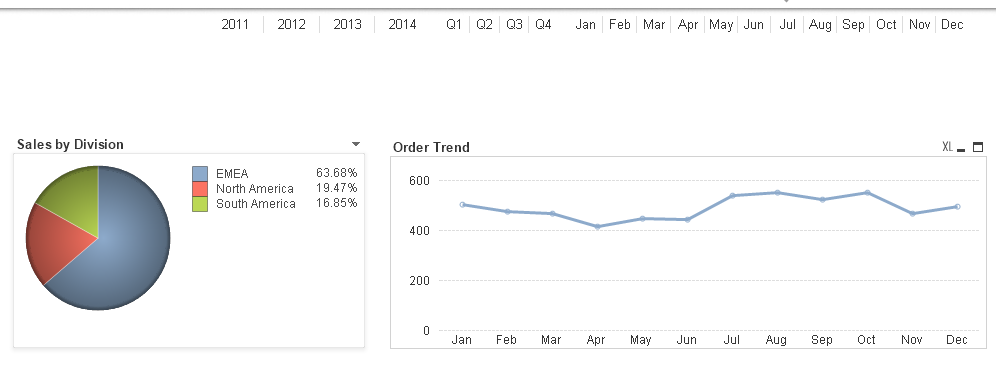 2011 2012 2013 2014 Q1 Q2 Q3 Q4 Jan Feb Mar Apr May Jun Jul Aug Sep Oct Nov Dec
Sales by Division
EMEA 63.68%
North America 19.47%
South America 16.85%
Order Trend XL
600
400
200
0
Jan Feb Mar Apr May Jun Jul Aug Sep Oct Nov Dec